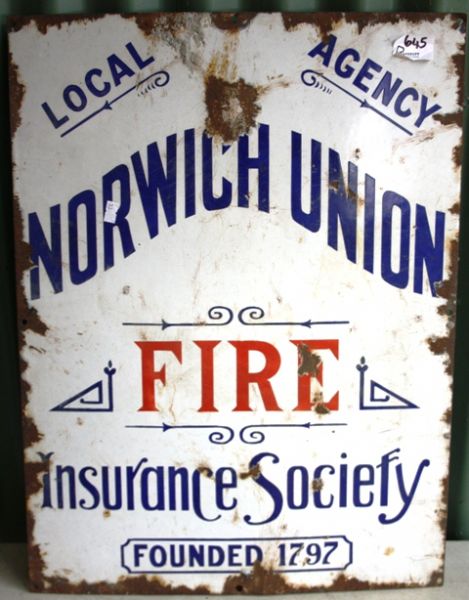 645
LOCAL AGENCY
NORWICH UNION
FIRE
Insurance Society
FOUNDED 1797